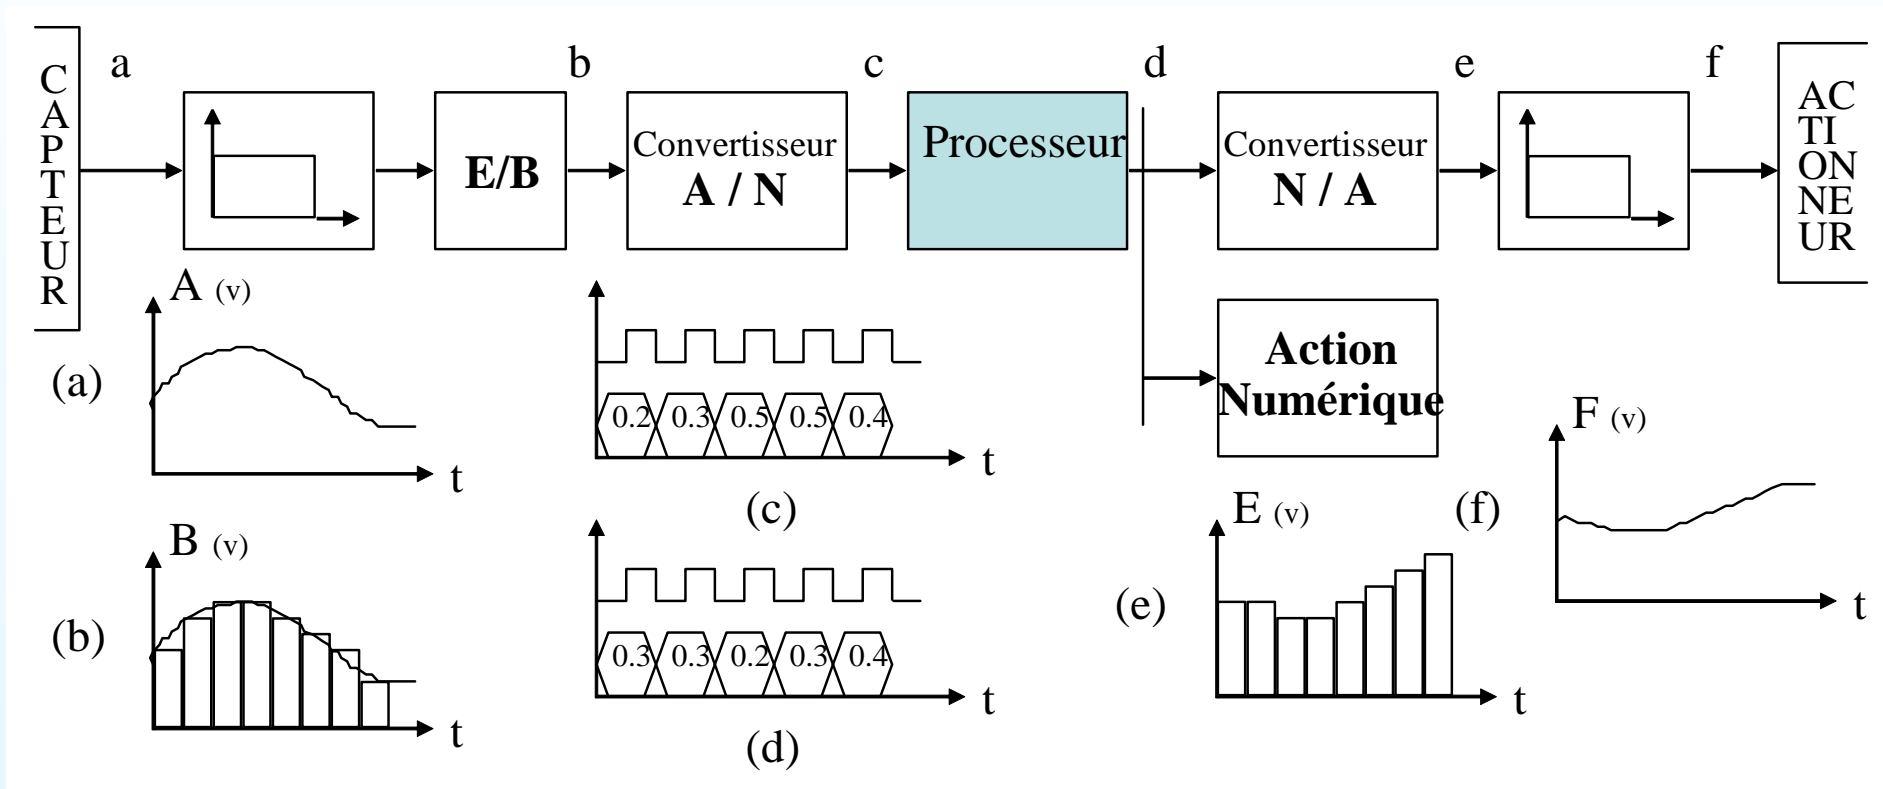 C
A
P
T
E
U
R
a
b
c
d
e
f
E/B
Convertisseur
A / N
Processeur
Convertisseur
N / A
AC
TI
ON
NE
UR
Action
Numérique
A (v)
(a)
t
B (v)
(b)
t
0.2 0.3 0.5 0.5 0.4
t
(c)
0.3 0.3 0.2 0.3 0.4
t
(d)
E (v)
(e)
t
F (v)
(f)
t